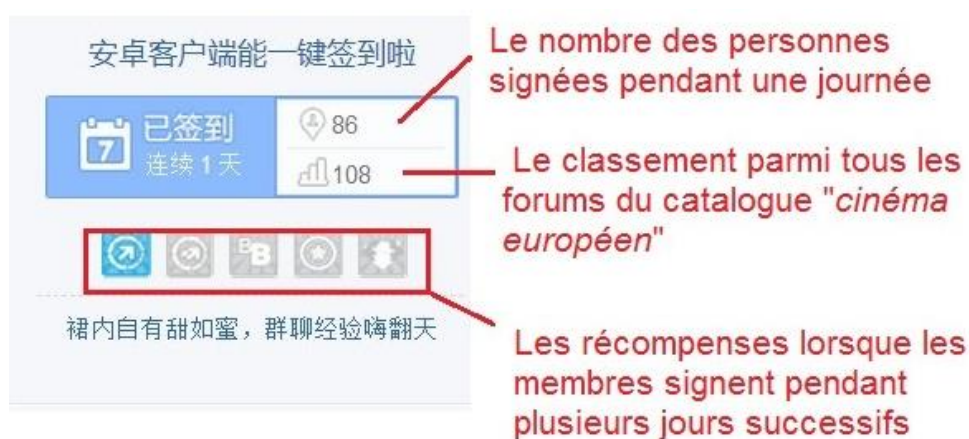 安卓客户端能一键签到啦
7
已签到
连续1天
86
108
BB
裙内自有甜如蜜，群聊经验嗨翻天
Le nombre des personnes
signées pendant une journée
Le classement parmi tous les
forums du catalogue "cinéma
européen"
Les récompenses lorsque les
membres signent pendant
plusieurs jours successifs